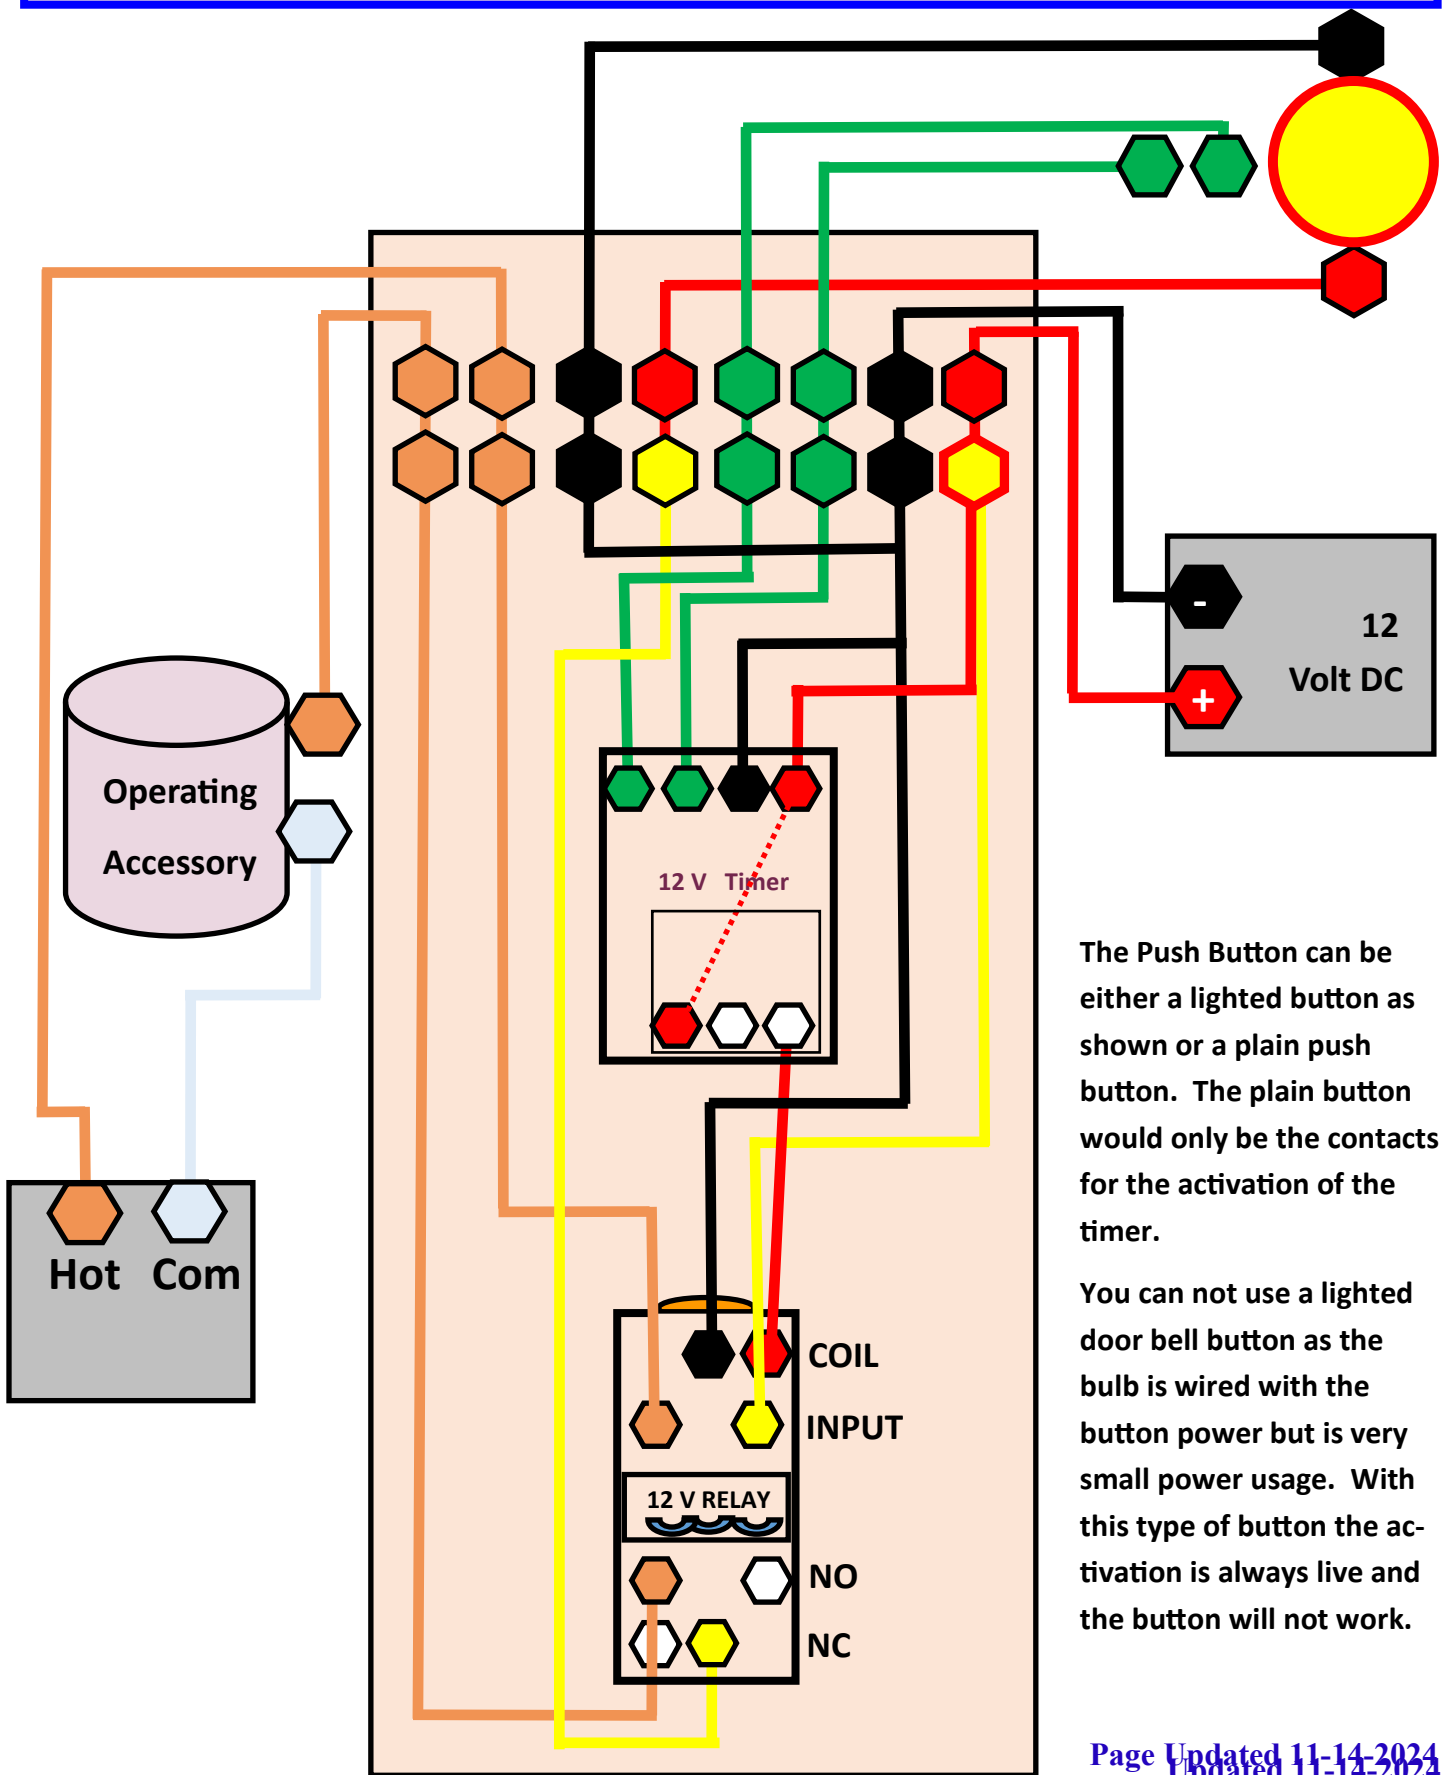 -
12
Volt DC
+
Operating
Accessory
12 V Timer
The Push Button can be
either a lighted button as
shown or a plain push
button. The plain button
would only be the contacts
for the activation of the
timer.
Hot Com
You can not use a lighted
door bell button as the
bulb is wired with the
button power but is very
small power usage. With
this type of button the ac-
tivation is always live and
the button will not work.
COIL
INPUT
12 V RELAY
NO
NC
Page Updated 11-14-2024
Updated 11-14-2024